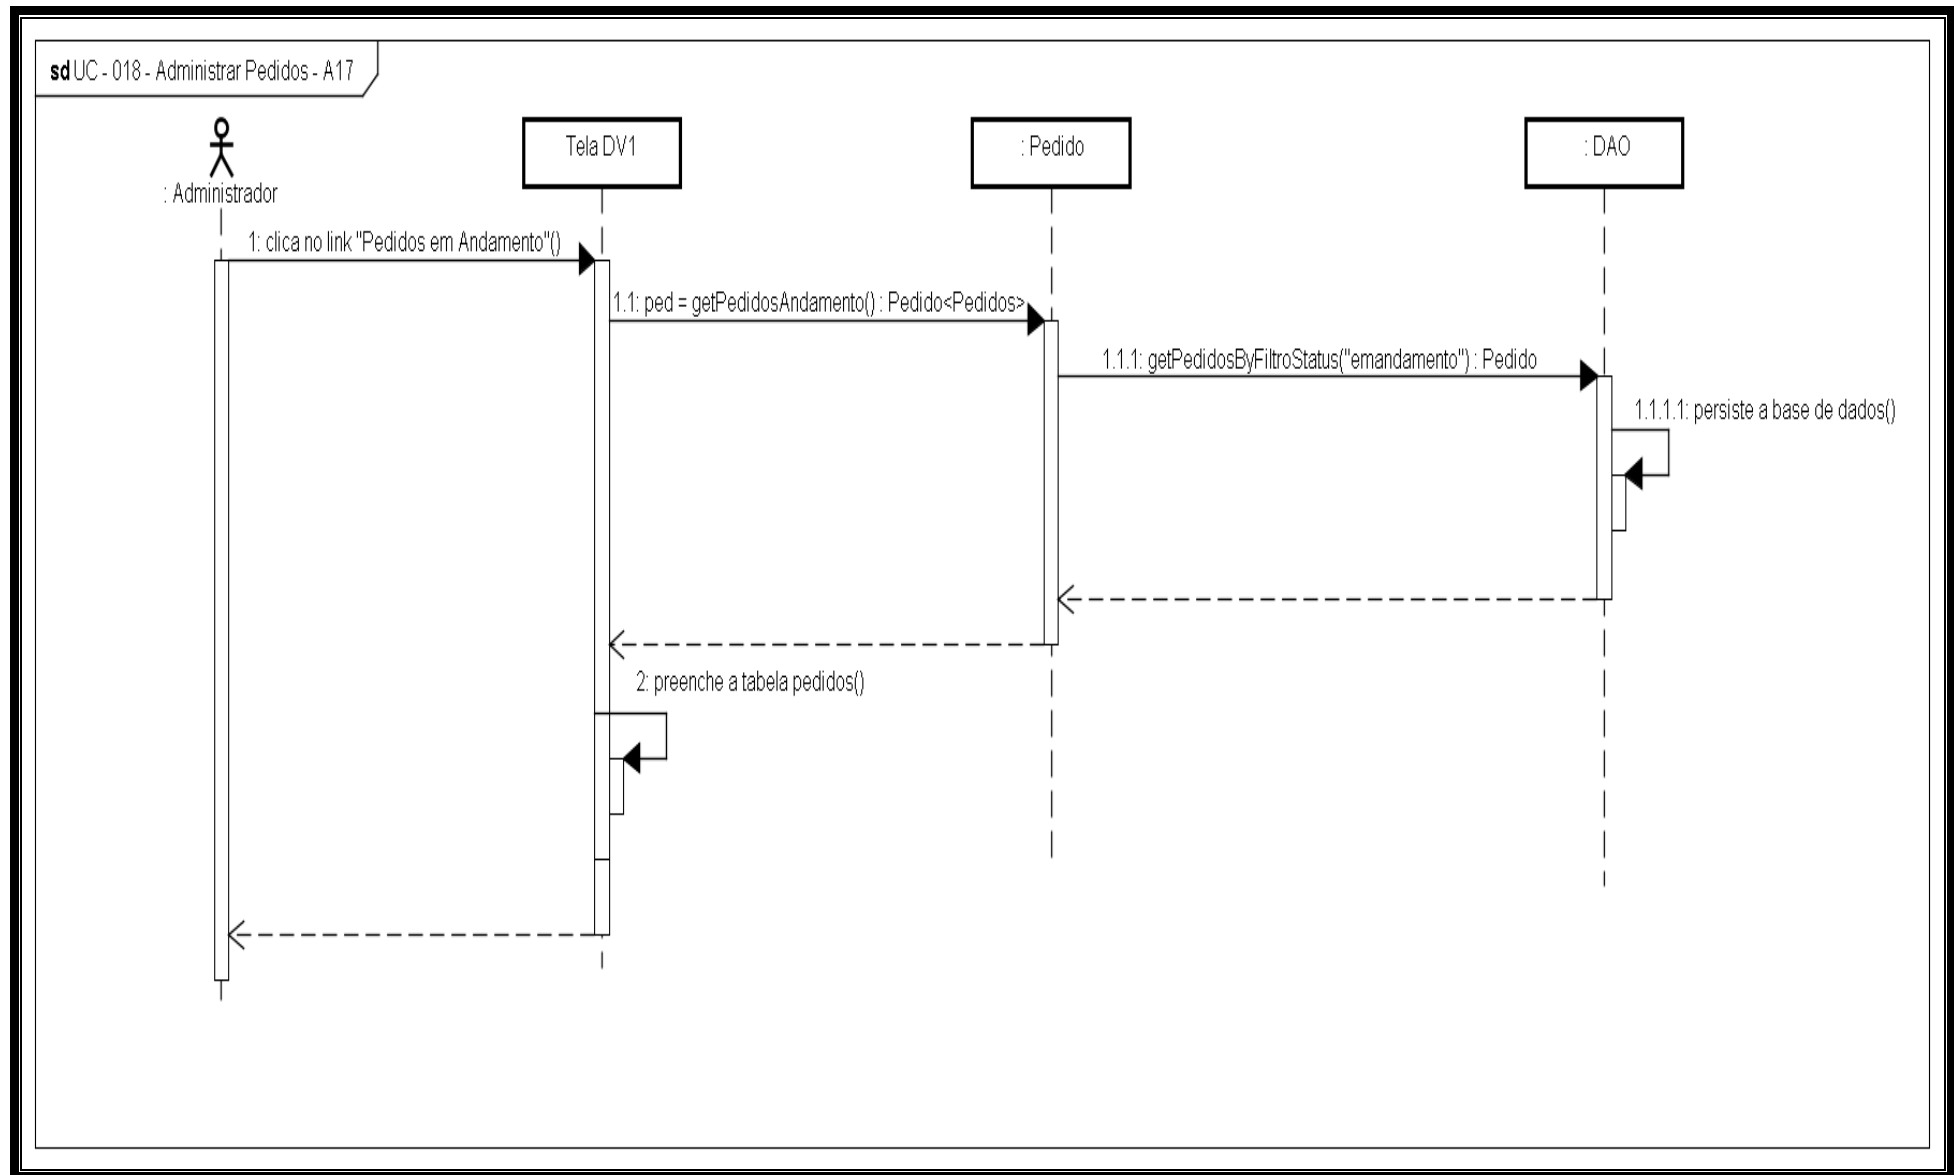 sd UC - 018 - Administrar Pedidos - A17
: Administrador
Tela DV1
: Pedido
: DAO
1: clica no link "Pedidos em Andamento"()
1.1: ped = getPedidosAndamento() : Pedido<Pedidos>
1.1.1: getPedidosByFiltroStatus("emandamento") : Pedido
1.1.1.1: persiste a base de dados()
2: preenche a tabela pedidos()